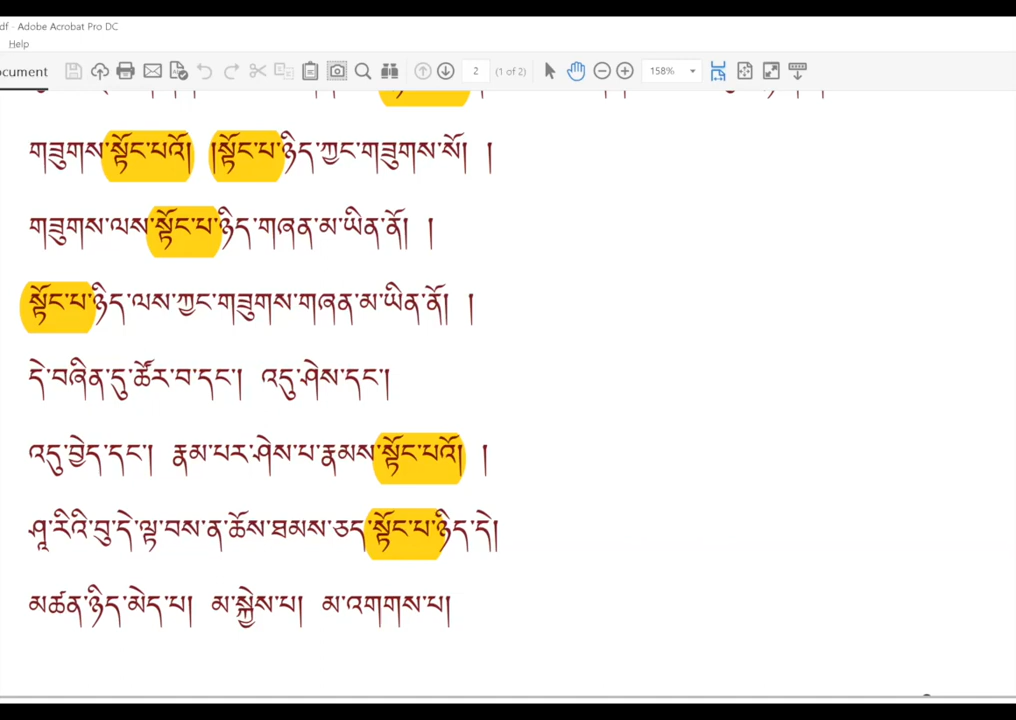 df - Adobe Acrobat Pro DC
Help
ocument 2 (1 of 2) 158%
གཟུགས་སྟོང་པའོ། །སྟོང་པ་ཉིད་ཀྱང་གཟུགས་སོ། །
གཟུགས་ལས་སྟོང་པ་ཉིད་གཞན་མ་ཡིན་ནོ། །
སྟོང་པ་ཉིད་ལས་ཀྱང་གཟུགས་གཞན་མ་ཡིན་ནོ། །
དེ་བཞིན་དུ་ཚོར་བ་དང་། འདུ་ཤེས་དང་།
འདུ་བྱེད་དང་། རྣམ་པར་ཤེས་པ་རྣམས་སྟོང་པའོ། །
ཤཱ་རིའི་བུ་དེ་ལྟ་བས་ན་ཆོས་ཐམས་ཅད་སྟོང་པ་ཉིད་དེ།
མཚན་ཉིད་མེད་པ། མ་སྐྱེས་པ། མ་འགགས་པ།